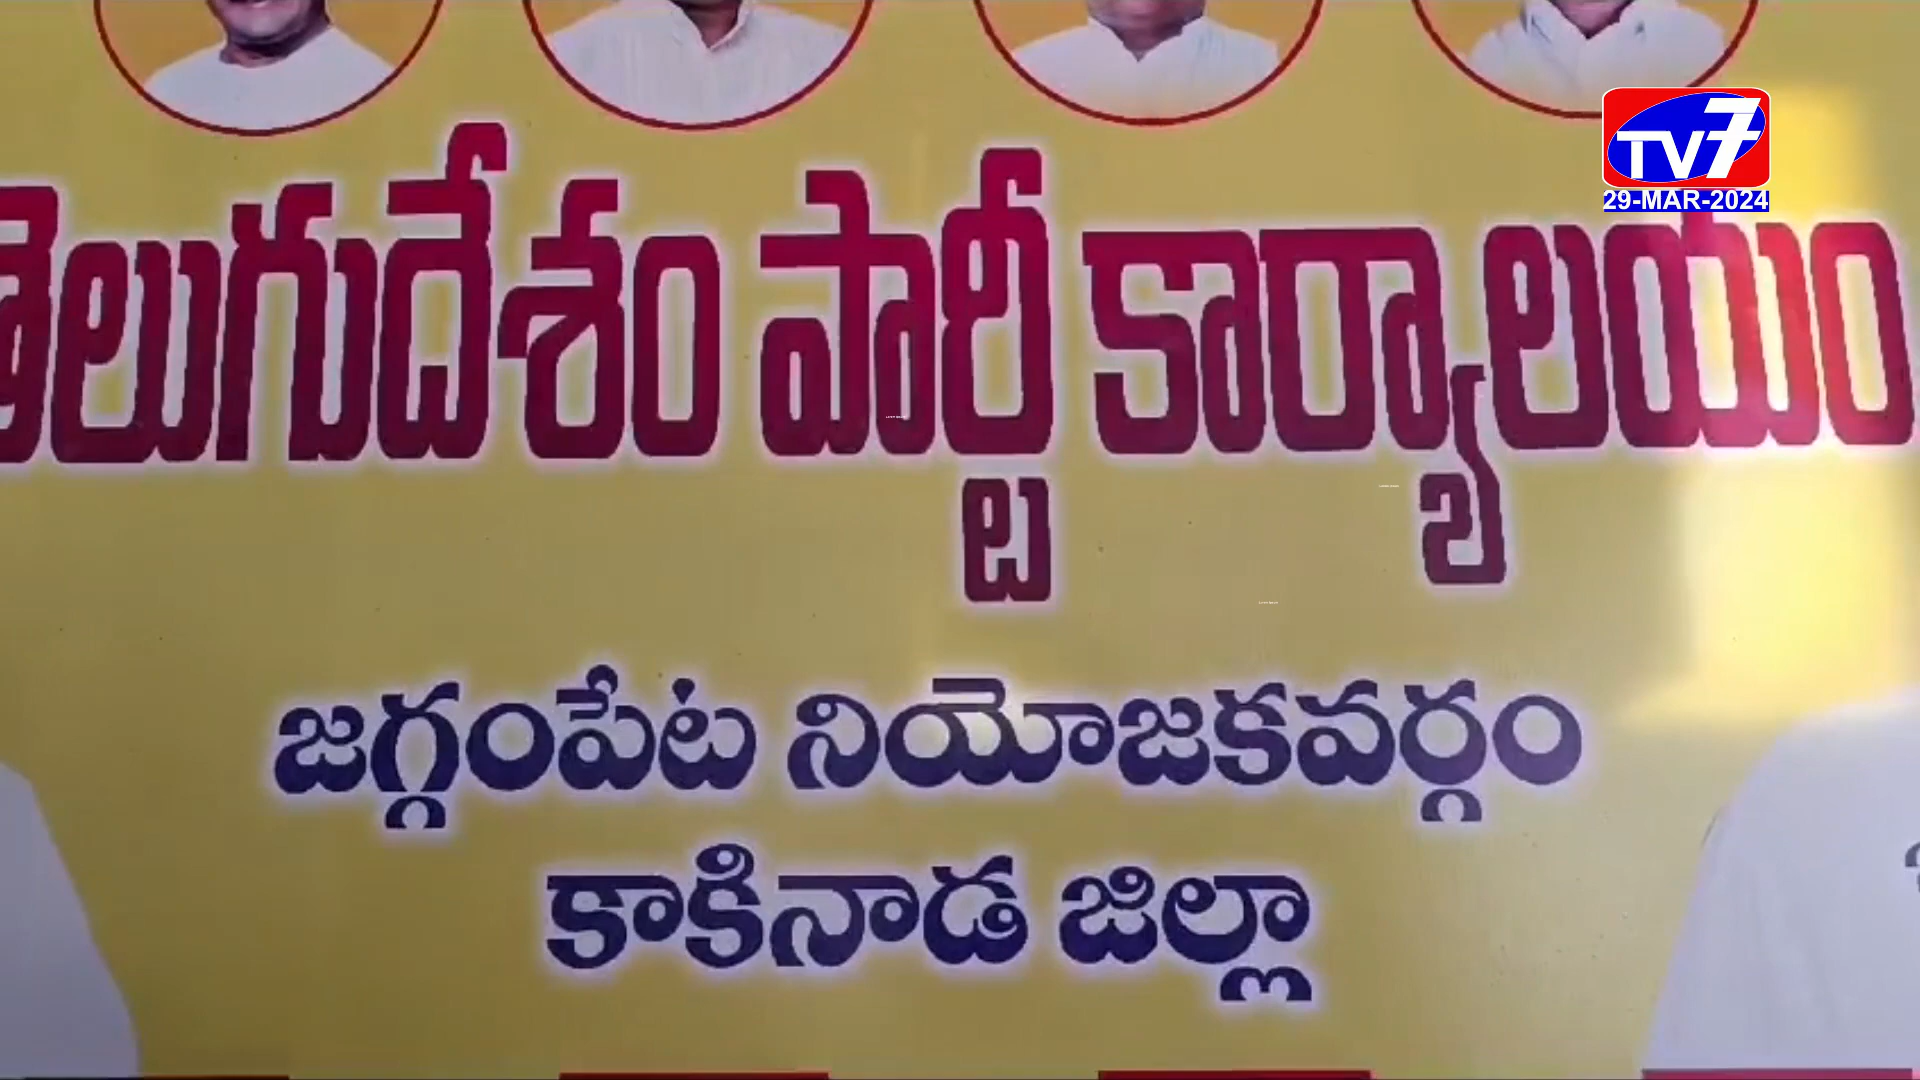 TV7
29-MAR-2024
తెలుగుదేశం పార్టీ కార్యాలయం
జగ్గంపేట నియోజకవర్గం
కాకినాడ జిల్లా